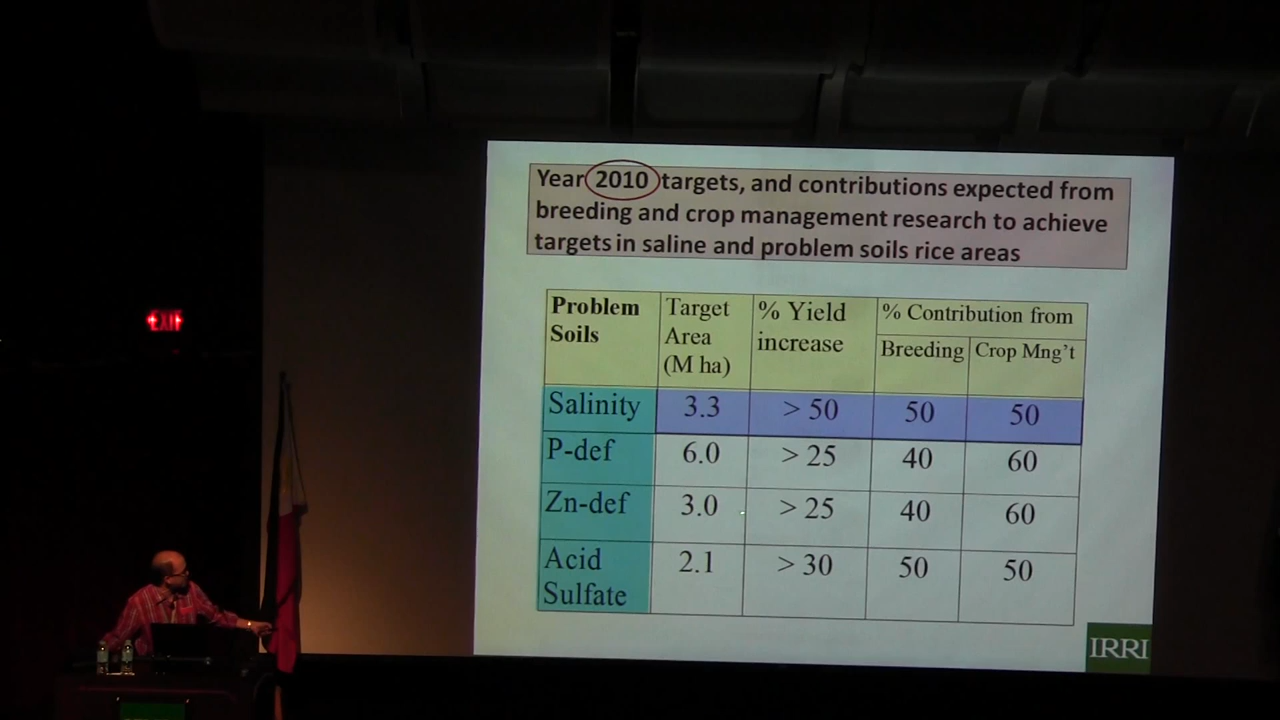 Year 2010 targets, and contributions expected from
breeding and crop management research to achieve
targets in saline and problem soils rice areas
Problem Soils
Target Area (M ha)
% Yield increase
% Contribution from
Breeding
Crop Mng't
Salinity 3.3 > 50 50 50
P-def 6.0 > 25 40 60
Zn-def 3.0 > 25 40 60
Acid Sulfate 2.1 > 30 50 50
IRRI
EXIT